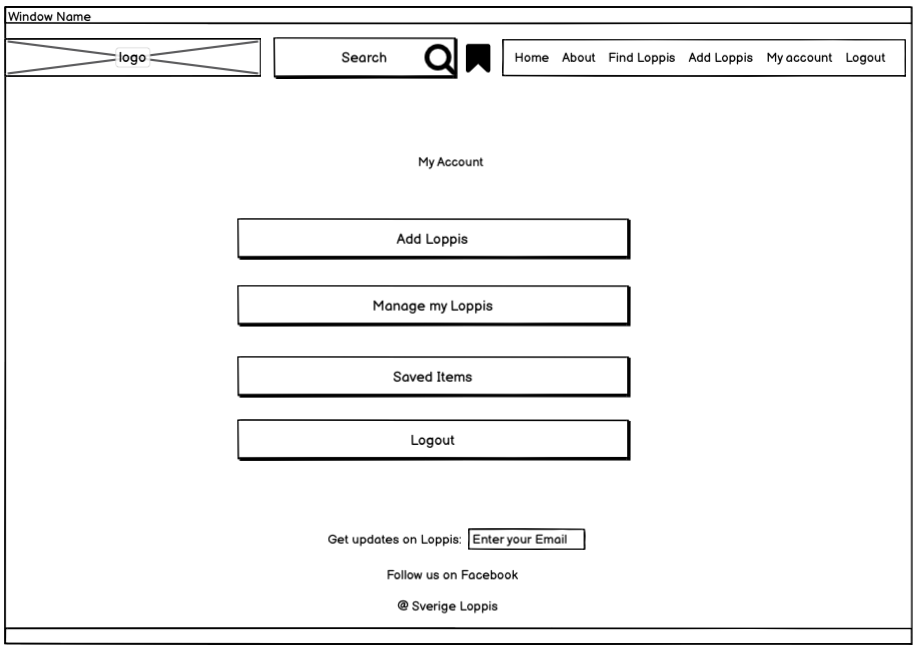 Window Name
logo
Search
Home About Find Loppis Add Loppis My account Logout
My Account
Add Loppis
Manage my Loppis
Saved Items
Logout
Get updates on Loppis: Enter your Email
Follow us on Facebook
@ Sverige Loppis